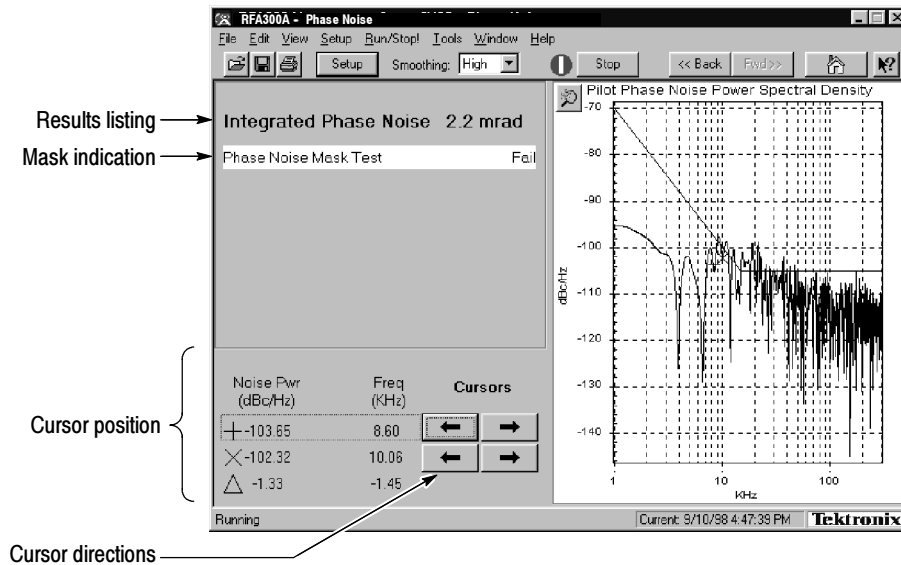 RFA300A - Phase Noise
File Edit View Setup Run/Stop! Tools Window Help
Setup Smoothing: High Stop << Back Fwd >>
Pilot Phase Noise Power Spectral Density
Results listing
Integrated Phase Noise 2.2 mrad
Mask indication
Phase Noise Mask Test Fail
-70
-80
-90
-100
-110
-120
-130
-140
dBc/Hz
1 10 100
KHz
Cursor position
Noise Pwr (dBc/Hz) Freq (KHz) Cursors
-103.65 8.60
-102.32 10.06
-1.33 -1.45
Running
Current: 9/10/98 4:47:39 PM Tektronix
Cursor directions